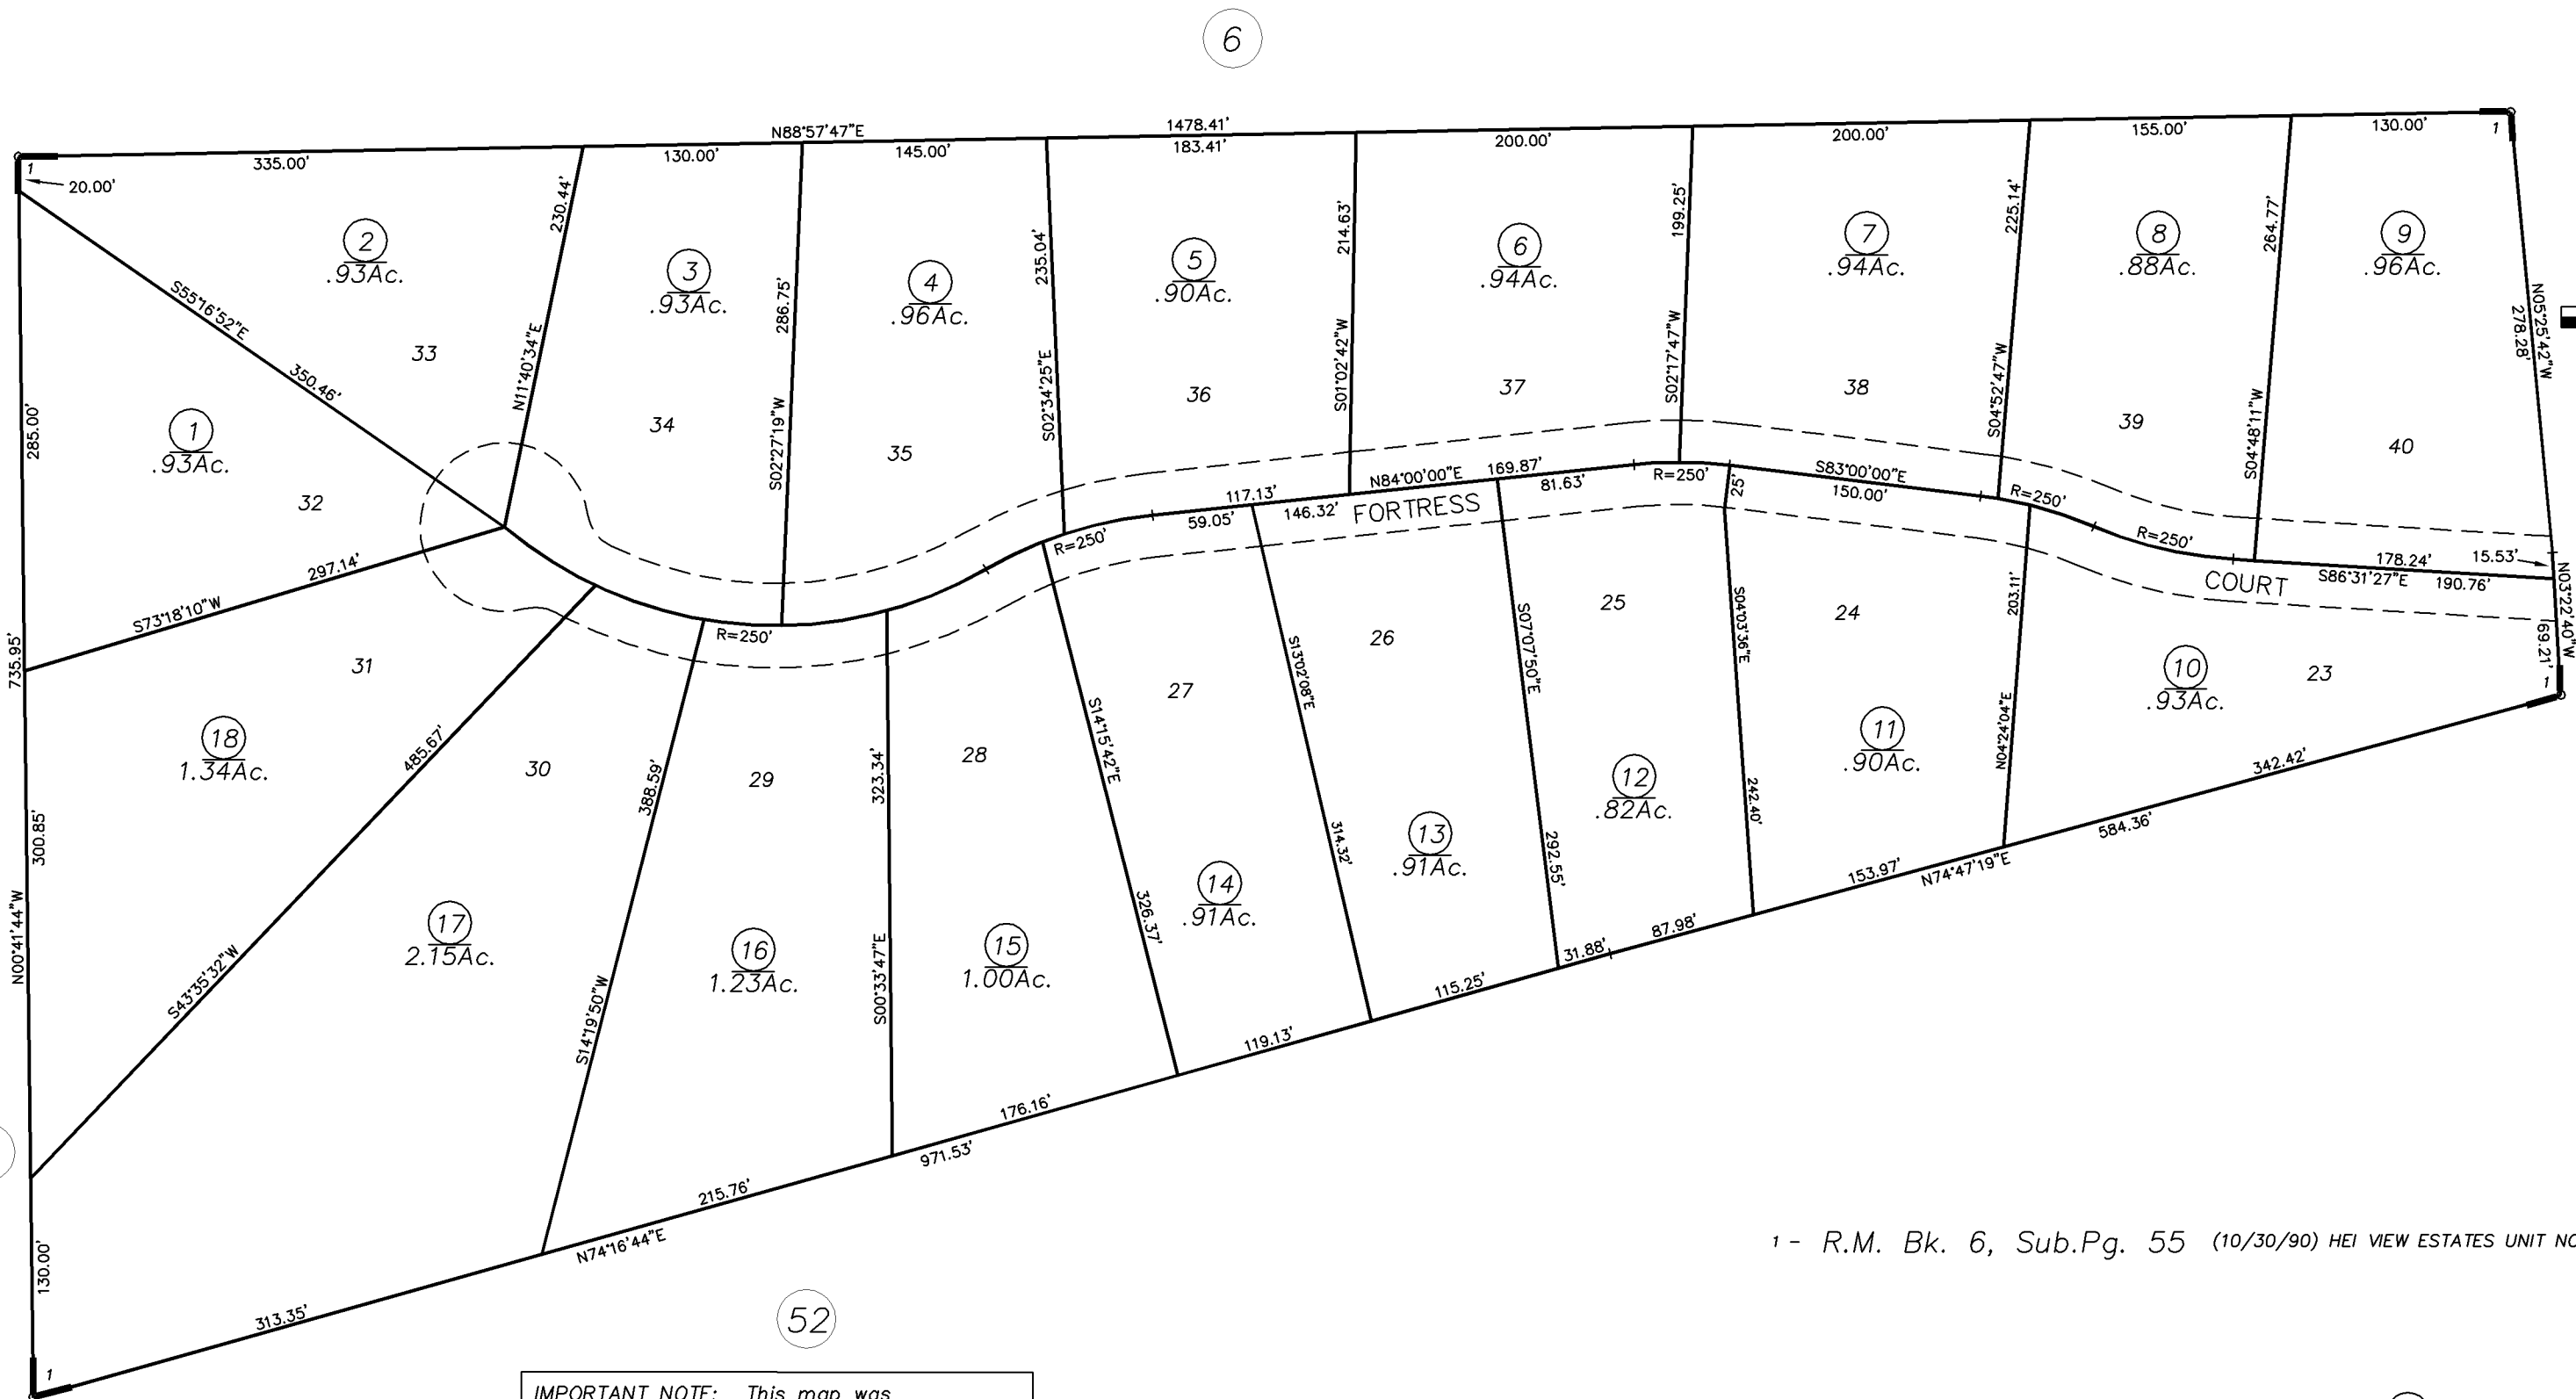 6
N88°57'47"E
1478.41'
335.00'
130.00'
145.00'
183.41'
200.00'
200.00'
155.00'
130.00'
1
1
20.00'
2
.93Ac.
33
230.44'
N11°40'34"E
3
.93Ac.
34
286.75'
S02°27'19"W
4
.96Ac.
35
235.04'
S02°34'25"E
5
.90Ac.
36
214.63'
S01°02'42"W
6
.94Ac.
37
199.25'
S02°17'47"W
7
.94Ac.
38
225.14'
S04°52'47"W
8
.88Ac.
39
264.77'
S04°48'11"W
9
.96Ac.
40
N05°25'42"W
278.28'
S55°16'52"E
350.46'
285.00'
1
.93Ac.
32
297.14'
S73°18'10"W
735.95'
R=250'
R=250'
117.13'
59.05'
146.32'
N84°00'00"E
169.87'
FORTRESS
81.63'
R=250'
25'
S83°00'00"E
150.00'
R=250'
R=250'
COURT
178.24'
S86°31'27"E
190.76'
15.53'
N03°22'40"W
69.21'
1
31
18
1.34Ac.
300.85'
N00°41'44"W
485.67'
S43°35'32"W
30
17
2.15Ac.
388.59'
S14°19'50"W
29
16
1.23Ac.
323.34'
S00°33'47"E
28
15
1.00Ac.
S14°15'42"E
326.37'
27
14
.91Ac.
S13°02'08"E
314.32'
26
13
.91Ac.
S07°07'50"E
292.55'
25
12
.82Ac.
S04°03'36"E
242.40'
24
11
.90Ac.
203.11'
N04°24'04"E
10
.93Ac.
23
342.42'
584.36'
153.97'
N74°47'19"E
87.98'
31.88'
115.25'
119.13'
176.16'
971.53'
215.76'
N74°16'44"E
313.35'
130.00'
1
52
1 - R.M. Bk. 6, Sub.Pg. 55 (10/30/90) HEI VIEW ESTATES UNIT NO
IMPORTANT NOTE: This map was